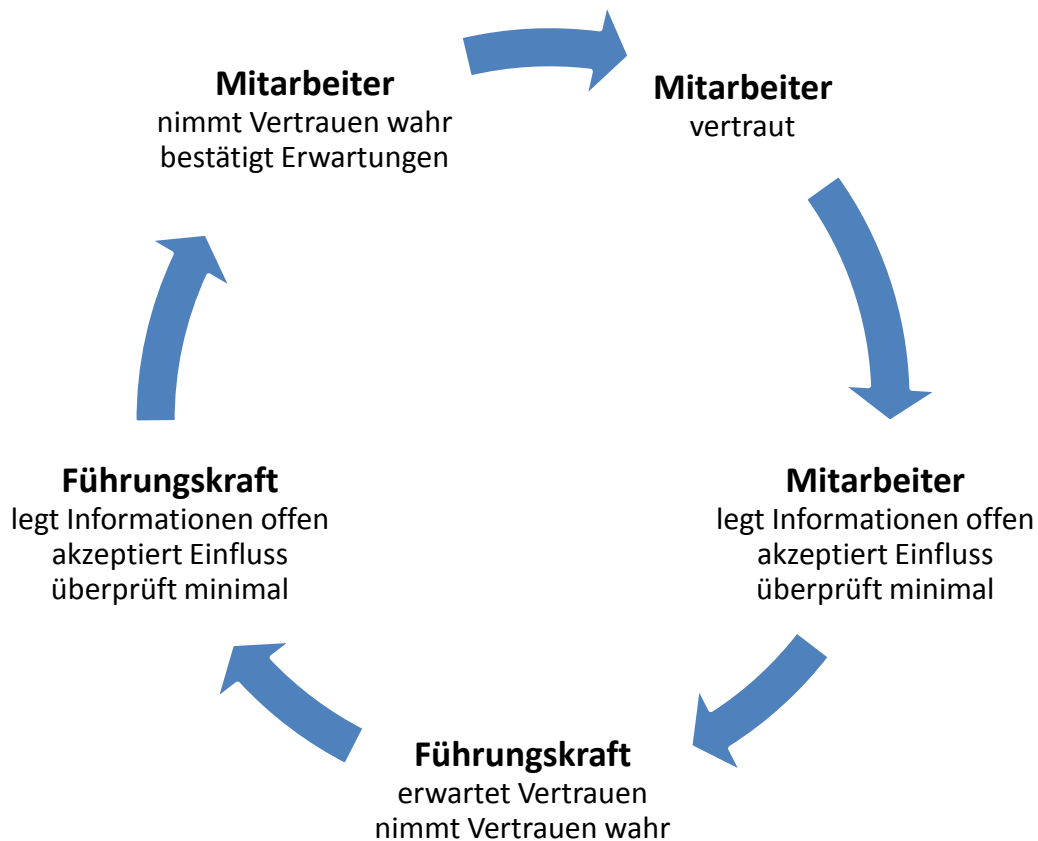 Mitarbeiter
nimmt Vertrauen wahr
bestätigt Erwartungen
Mitarbeiter
vertraut
Mitarbeiter
legt Informationen offen
akzeptiert Einfluss
überprüft minimal
Führungskraft
erwartet Vertrauen
nimmt Vertrauen wahr
Führungskraft
legt Informationen offen
akzeptiert Einfluss
überprüft minimal